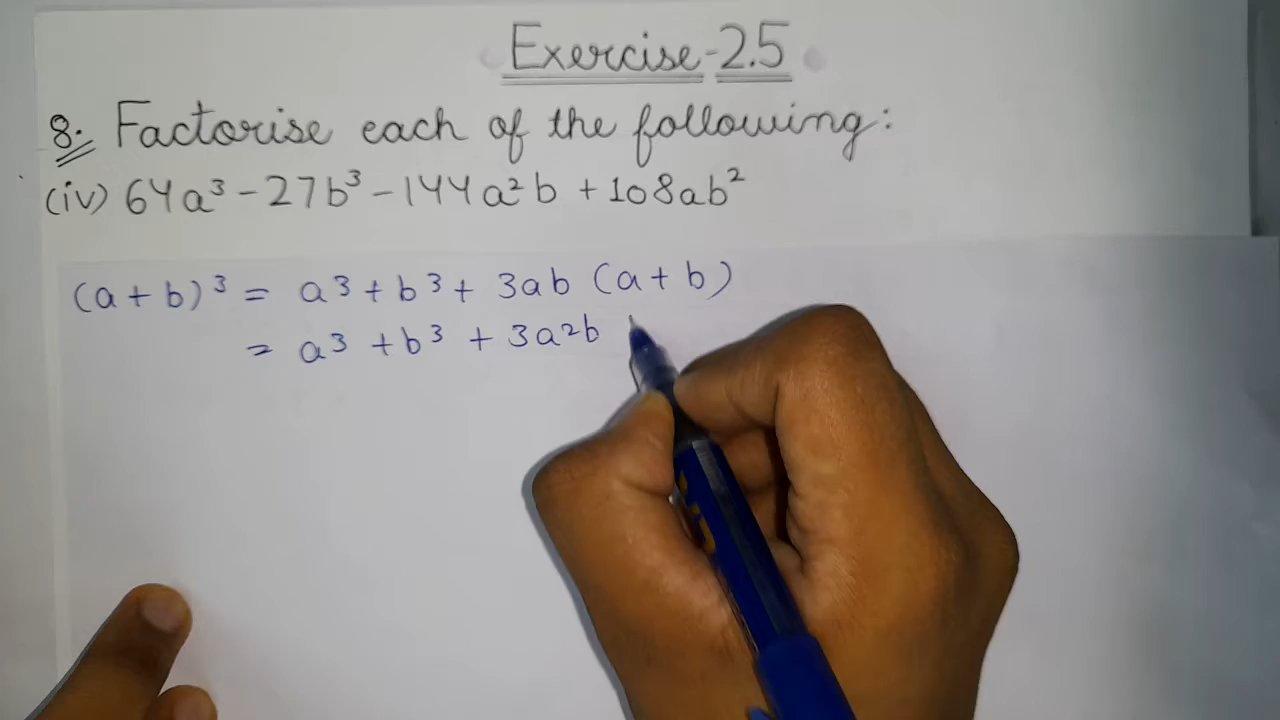 Exercise-2.5
8. Factorise each of the following:
(iv) 64a³ - 27b³ - 144a²b + 108ab²
(a + b)³ = a³ + b³ + 3ab (a + b)
= a³ + b³ + 3a²b